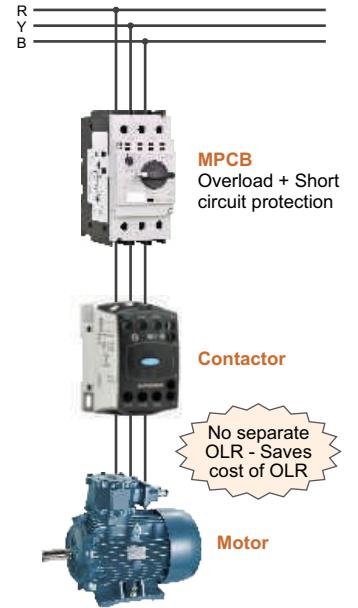 R
Y
B
MPCB
Overload + Short
circuit protection
Contactor
No separate
OLR - Saves
cost of OLR
Motor